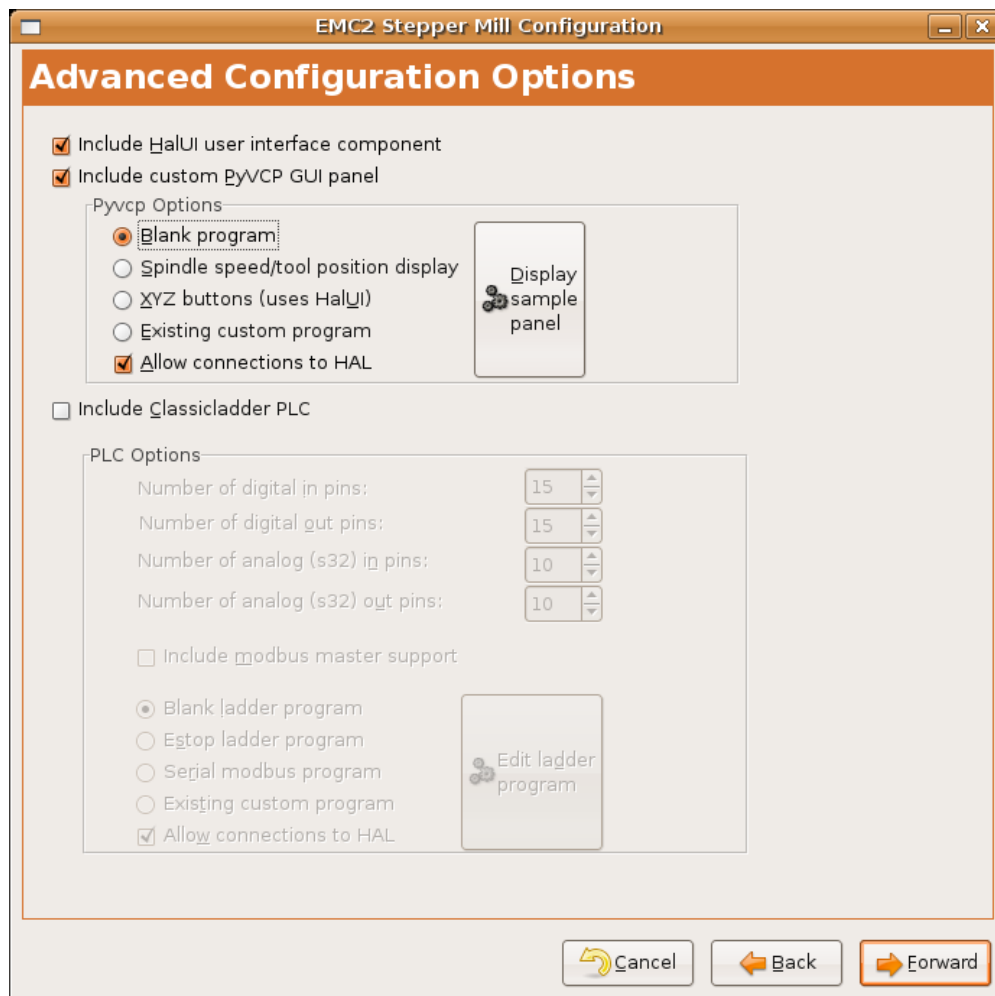 EMC2 Stepper Mill Configuration
Advanced Configuration Options
Include HalUI user interface component
Include custom PyVCP GUI panel
Pyvcp Options
Blank program
Spindle speed/tool position display
XYZ buttons (uses HalUI)
Existing custom program
Allow connections to HAL
Display
sample
panel
Include Classicladder PLC
PLC Options
Number of digital in pins: 15
Number of digital out pins: 15
Number of analog (s32) in pins: 10
Number of analog (s32) out pins: 10
Include modbus master support
Blank ladder program
Estop ladder program
Serial modbus program
Existing custom program
Allow connections to HAL
Edit ladder
program
Cancel Back Forward